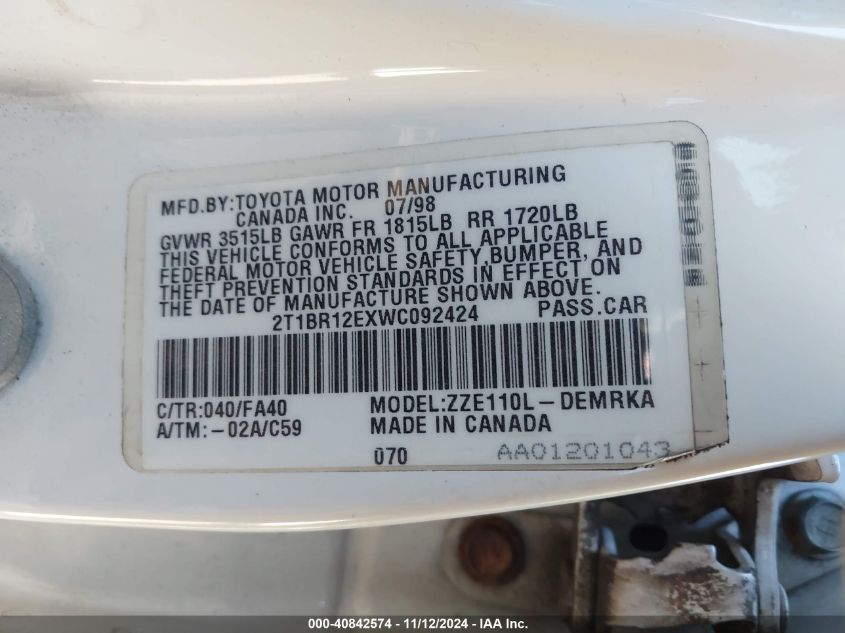 MFD.BY:TOYOTA MOTOR MANUFACTURING
CANADA INC. 07/98
GVWR 3515LB GAWR FR 1815LB RR 1720LB
THIS VEHICLE CONFORMS TO ALL APPLICABLE
FEDERAL MOTOR VEHICLE SAFETY,BUMPER, AND
THEFT PREVENTION STANDARDS IN EFFECT ON
THE DATE OF MANUFACTURE SHOWN ABOVE.
2T1BR12EXWC092424 PASS.CAR
C/TR:040/FA40 MODEL:ZZE110L-DEMRKA
A/TM:-02A/C59 MADE IN CANADA
070 AA01201043
000-40842574 - 11/12/2024 - IAA Inc.